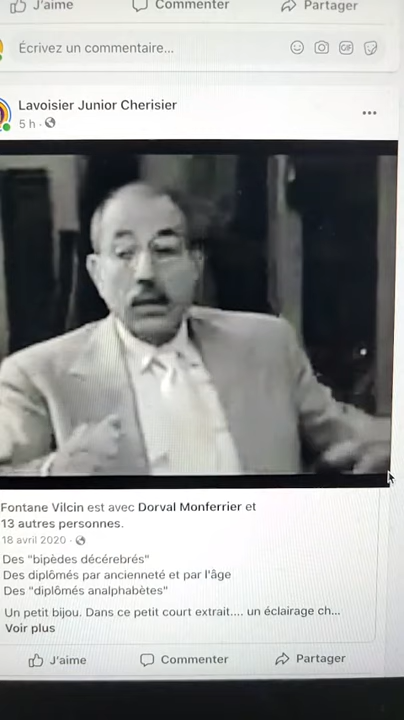 J'aime
Commenter
Partager
Écrivez un commentaire...
GIF
Lavoisier Junior Cherisier
5 h ·
Fontane Vilcin est avec Dorval Monferrier et
13 autres personnes.
18 avril 2020 ·
Des "bipèdes décérébrés"
Des diplômés par ancienneté et par l'âge
Des "diplômés analphabètes"
Un petit bijou. Dans ce petit court extrait.... un éclairage ch...
Voir plus
J'aime
Commenter
Partager